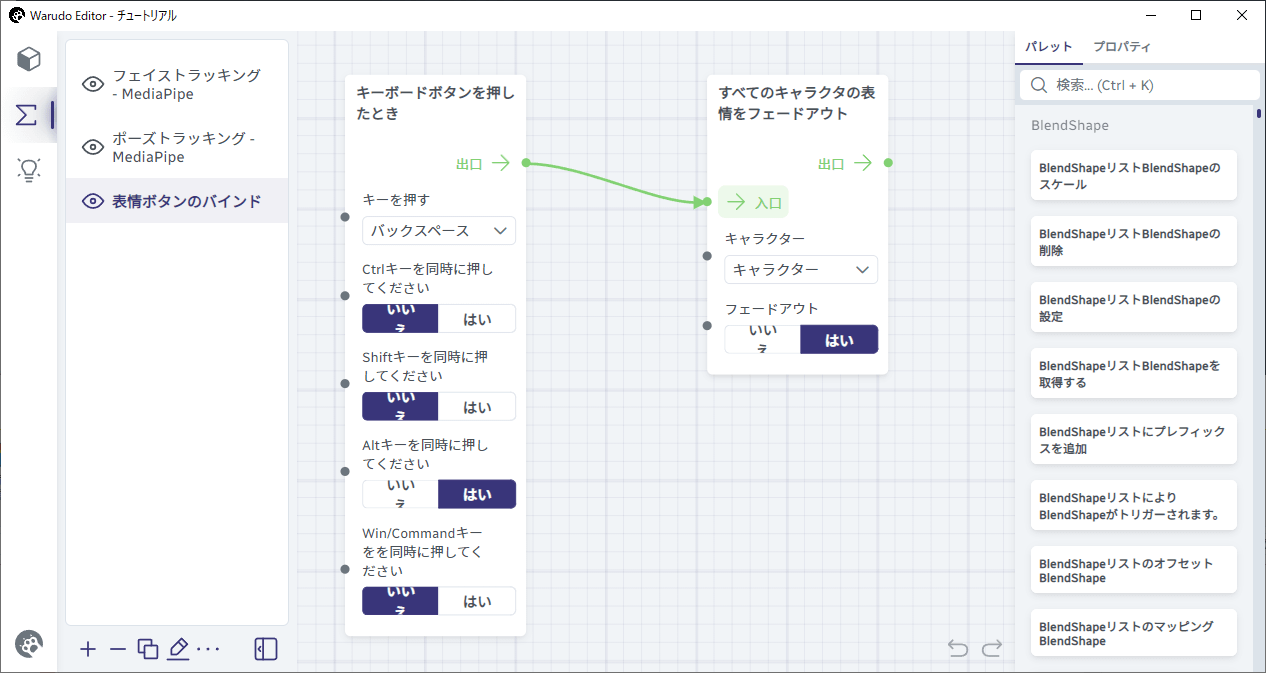 Warudo Editor - チュートリアル
フェイストラッキング
- MediaPipe
ポーズトラッキング -
MediaPipe
表情ボタンのバインド
キーボードボタンを押し
たとき
出口
キーを押す
バックスペース
Ctrlキーを同時に押し
てください
いい
え
はい
Shiftキーを同時に押
してください
いい
え
はい
Altキーを同時に押し
てください
いい
え
はい
Win/Commandキー
をを同時に押してく
ださい
いい
え
はい
すべてのキャラクタの表
情をフェードアウト
出口
入口
キャラクター
キャラクター
フェードアウト
いい
え
はい
パレット プロパティ
検索... (Ctrl + K)
BlendShape
BlendShapeリストBlendShapeの
スケール
BlendShapeリストBlendShapeの
削除
BlendShapeリストBlendShapeの
設定
BlendShapeリストBlendShapeを
取得する
BlendShapeリストにプレフィック
スを追加
BlendShapeリストにより
BlendShapeがトリガーされます。
BlendShapeリストのオフセット
BlendShape
BlendShapeリストのマッピング
BlendShape